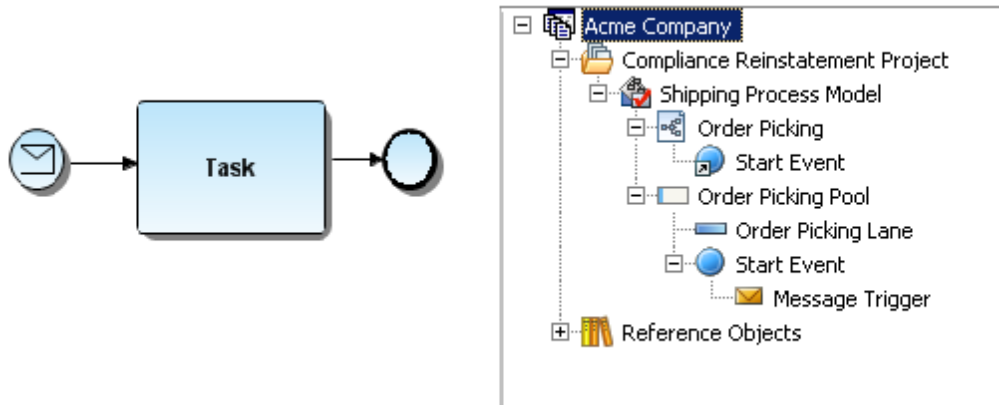 Task
Acme Company
Compliance Reinstatement Project
Shipping Process Model
Order Picking
Start Event
Order Picking Pool
Order Picking Lane
Start Event
Message Trigger
Reference Objects